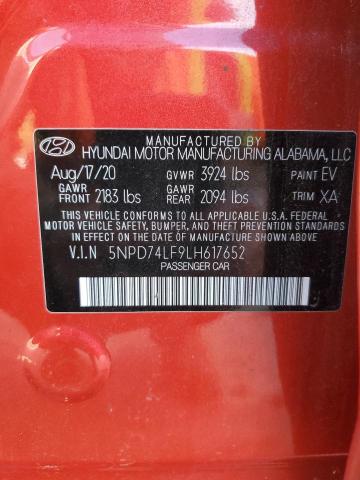 MANUFACTURED BY
HYUNDAI MOTOR MANUFACTURING ALABAMA, LLC
Aug/17/20 GVWR 3924 lbs PAINT EV
GAWR FRONT 2183 lbs GAWR REAR 2094 lbs TRIM XA
THIS VEHICLE CONFORMS TO ALL APPLICABLE U.S. FEDERAL
MOTOR VEHICLE SAFETY, BUMPER, AND THEFT PREVENTION
STANDARDS IN EFFECT ON THE DATE OF MANUFACTURE
SHOWN ABOVE.
V.I.N 5NPD74LF9LH617652
PASSENGER CAR